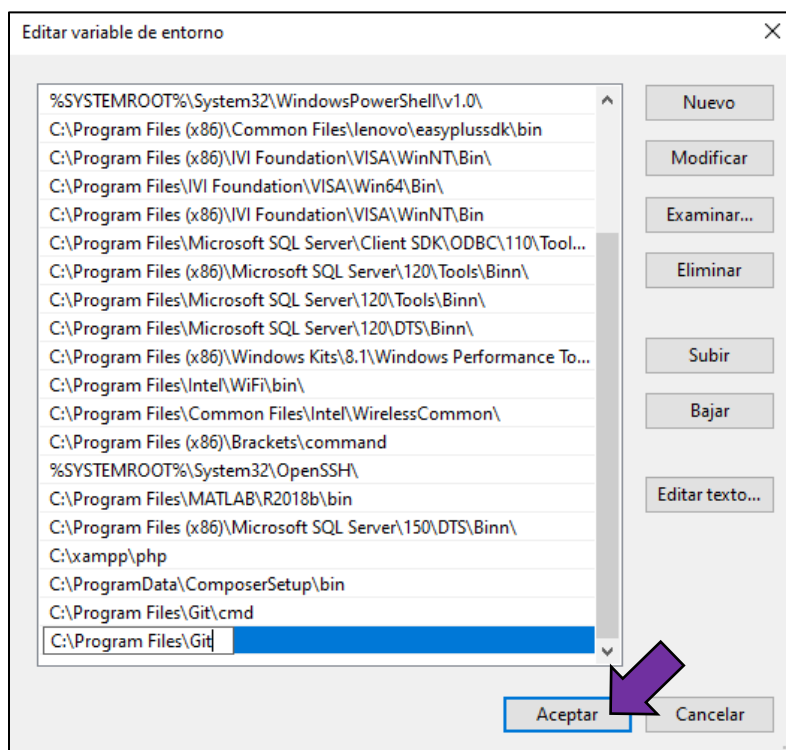 Editar variable de entorno
%SYSTEMROOT%\System32\WindowsPowerShell\v1.0\
C:\Program Files (x86)\Common Files\lenovo\easyplussdk\bin
C:\Program Files (x86)\IVI Foundation\VISA\WinNT\Bin\
C:\Program Files\IVI Foundation\VISA\Win64\Bin\
C:\Program Files (x86)\IVI Foundation\VISA\WinNT\Bin
C:\Program Files\Microsoft SQL Server\Client SDK\ODBC\110\Tool...
C:\Program Files (x86)\Microsoft SQL Server\120\Tools\Binn\
C:\Program Files\Microsoft SQL Server\120\Tools\Binn\
C:\Program Files\Microsoft SQL Server\120\DTS\Binn\
C:\Program Files (x86)\Windows Kits\8.1\Windows Performance To...
C:\Program Files\Intel\WiFi\bin\
C:\Program Files\Common Files\Intel\WirelessCommon\
C:\Program Files (x86)\Brackets\command
%SYSTEMROOT%\System32\OpenSSH\
C:\Program Files\MATLAB\R2018b\bin
C:\Program Files (x86)\Microsoft SQL Server\150\DTS\Binn\
C:\xampp\php
C:\ProgramData\ComposerSetup\bin
C:\Program Files\Git\cmd
C:\Program Files\Git
Nuevo
Modificar
Examinar...
Eliminar
Subir
Bajar
Editar texto...
Aceptar
Cancelar